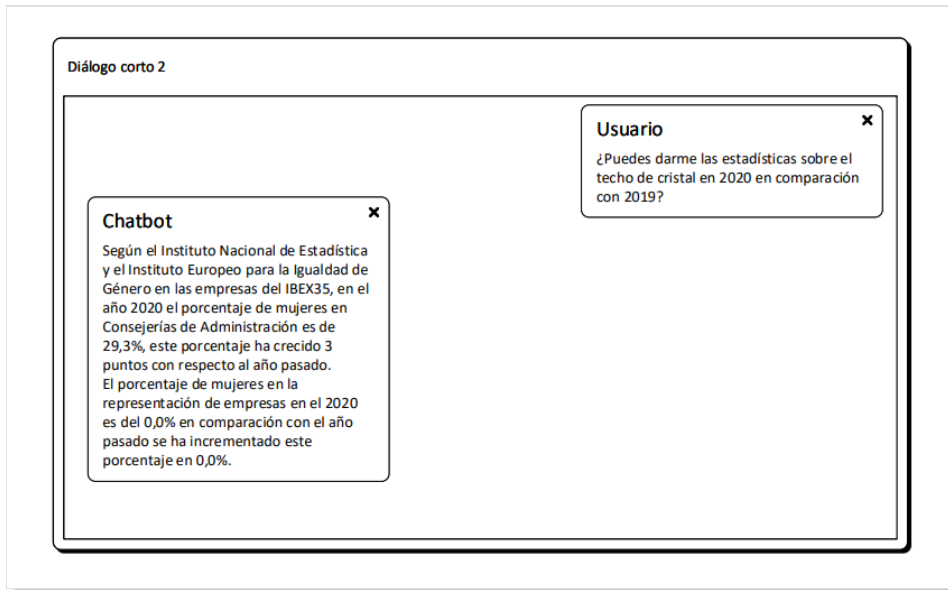 Diálogo corto 2
Usuario
¿Puedes darme las estadísticas sobre el
techo de cristal en 2020 en comparación
con 2019?
Chatbot
Según el Instituto Nacional de Estadística
y el Instituto Europeo para la Igualdad de
Género en las empresas del IBEX35, en el
año 2020 el porcentaje de mujeres en
Consejerías de Administración es de
29,3%, este porcentaje ha crecido 3
puntos con respecto al año pasado.
El porcentaje de mujeres en la
representación de empresas en el 2020
es del 0,0% en comparación con el año
pasado se ha incrementado este
porcentaje en 0,0%.